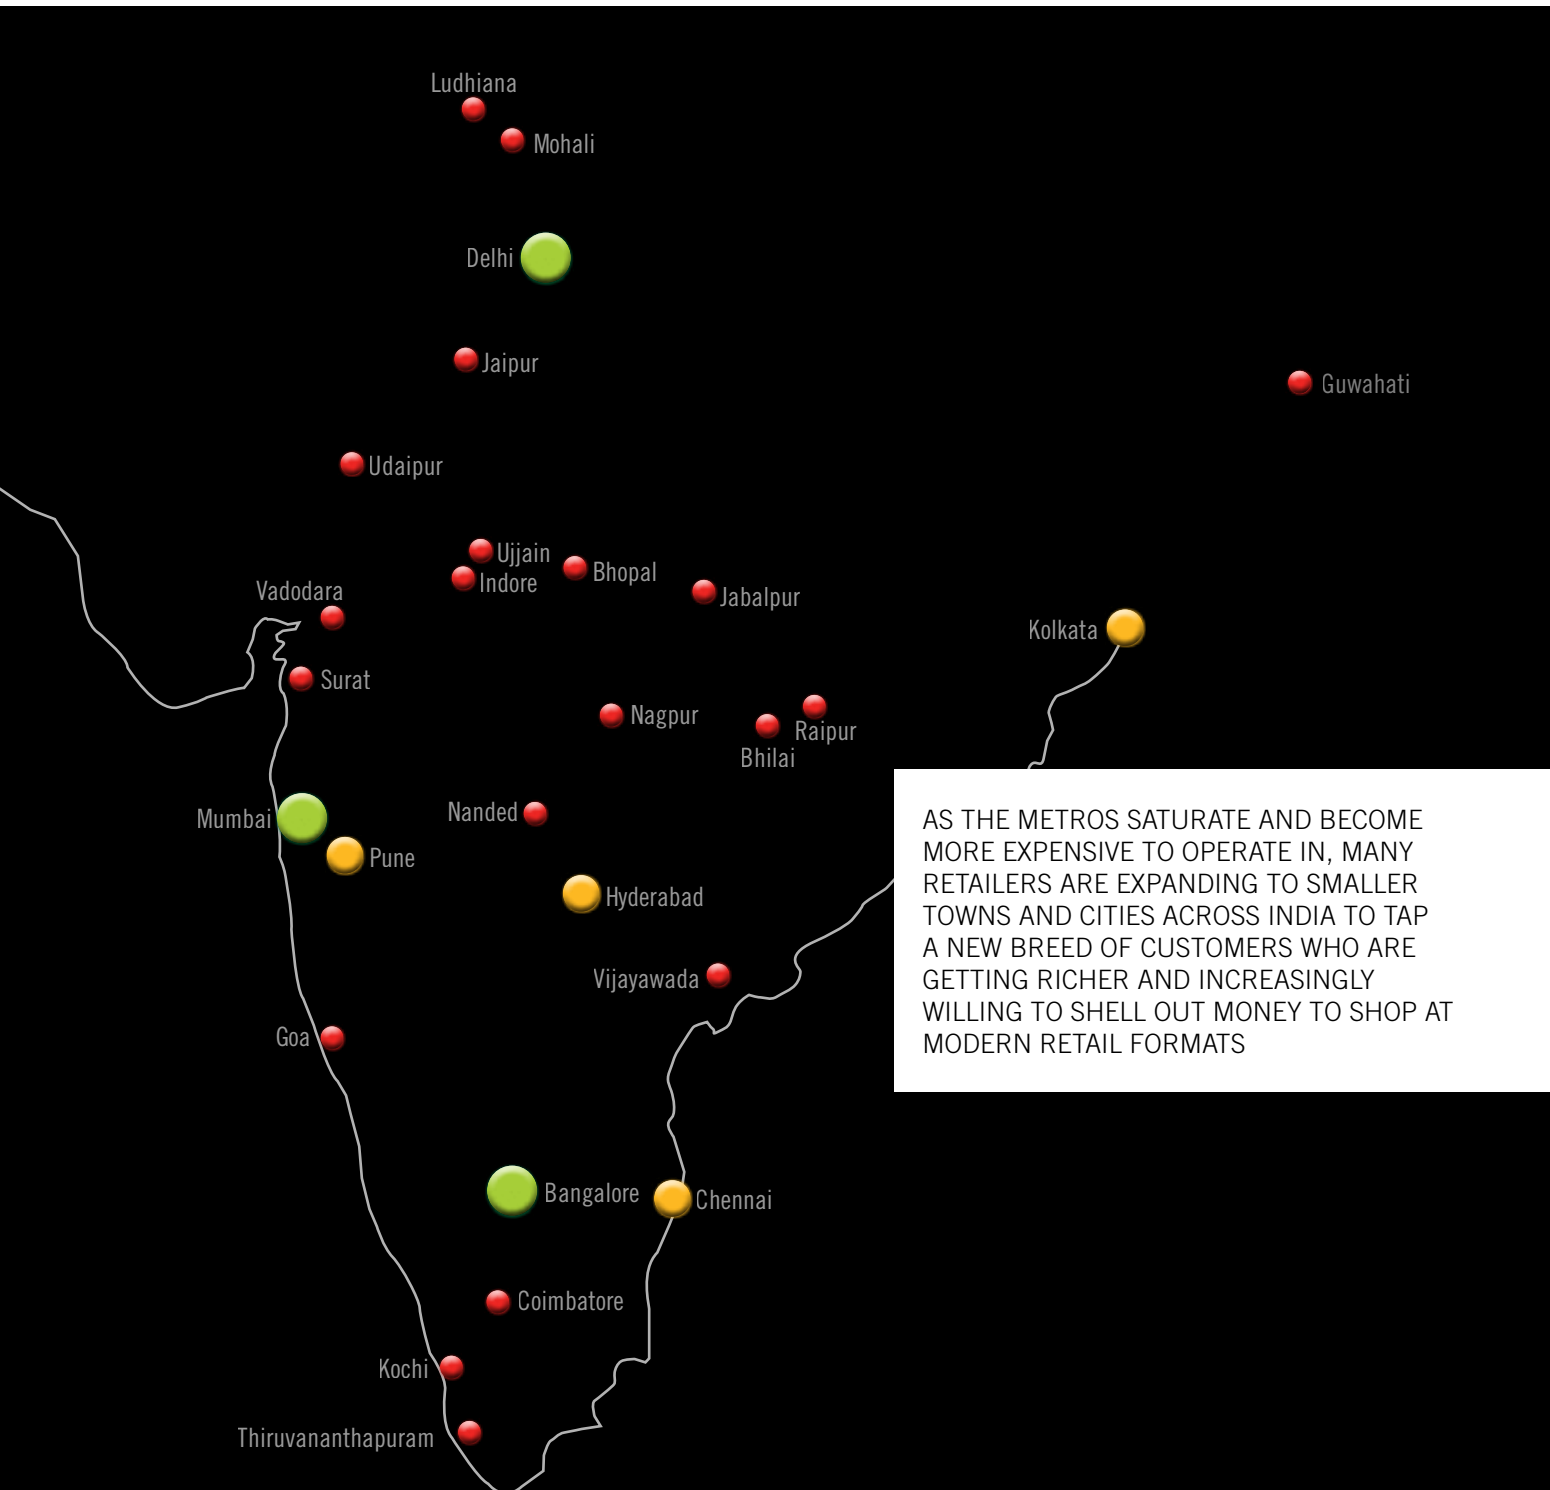 Ludhiana
Mohali
Delhi
Jaipur
Guwahati
Udaipur
Ujjain
Bhopal
Indore
Vadodara
Jabalpur
Kolkata
Surat
Nagpur
Raipur
Bhilai
Mumbai
Nanded
Pune
Hyderabad
AS THE METROS SATURATE AND BECOME
MORE EXPENSIVE TO OPERATE IN, MANY
RETAILERS ARE EXPANDING TO SMALLER
TOWNS AND CITIES ACROSS INDIA TO TAP
A NEW BREED OF CUSTOMERS WHO ARE
GETTING RICHER AND INCREASINGLY
WILLING TO SHELL OUT MONEY TO SHOP AT
MODERN RETAIL FORMATS
Vijayawada
Goa
Bangalore
Chennai
Coimbatore
Kochi
Thiruvananthapuram